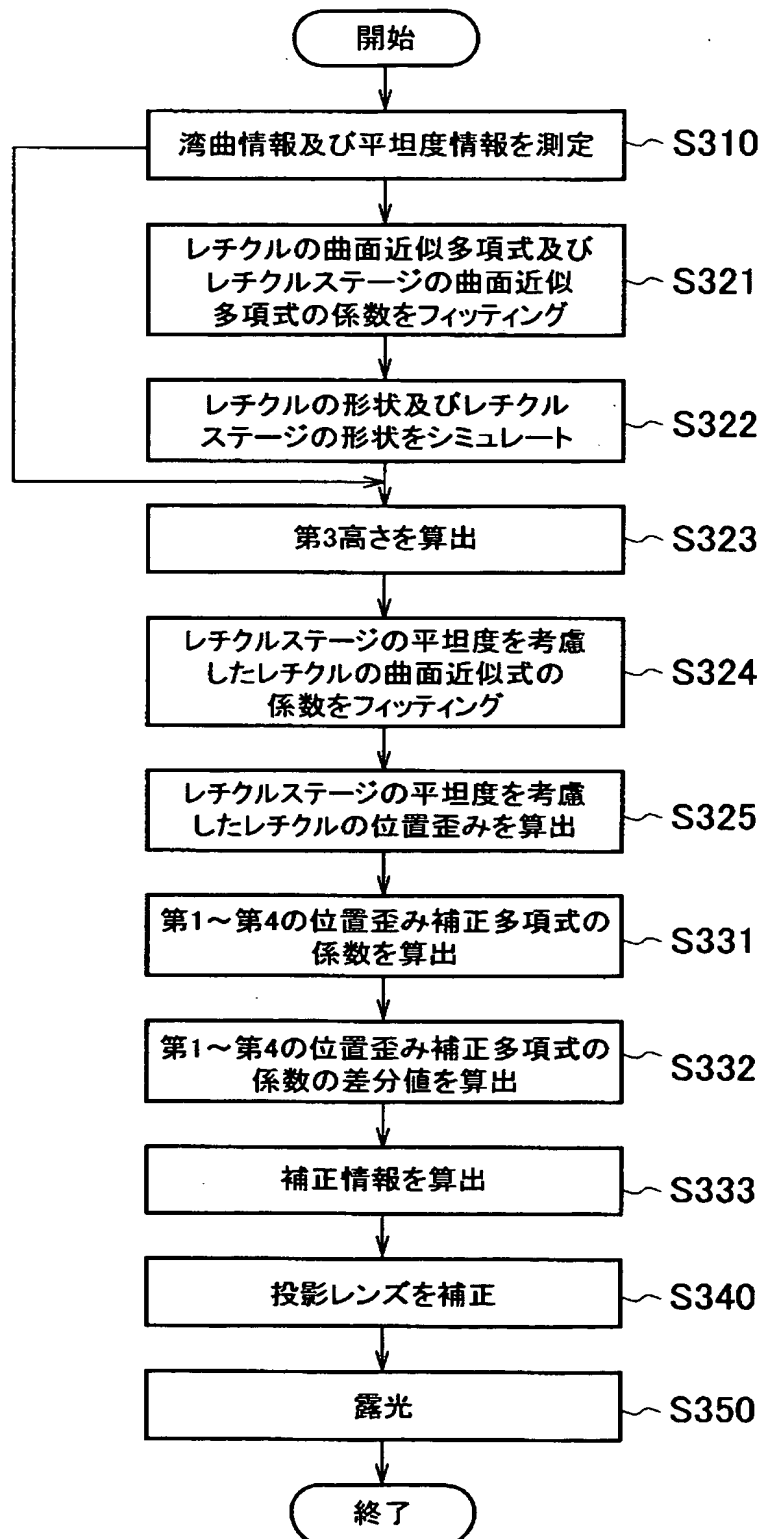 開始
湾曲情報及び平坦度情報を測定
S310
レチクルの曲面近似多項式及び
レチクルステージの曲面近似
多項式の係数をフィッティング
S321
レチクルの形状及びレチクル
ステージの形状をシミュレート
S322
第3高さを算出
S323
レチクルステージの平坦度を考慮
したレチクルの曲面近似式の
係数をフィッティング
S324
レチクルステージの平坦度を考慮
したレチクルの位置歪みを算出
S325
第1～第4の位置歪み補正多項式の
係数を算出
S331
第1～第4の位置歪み補正多項式の
係数の差分値を算出
S332
補正情報を算出
S333
投影レンズを補正
S340
露光
S350
終了